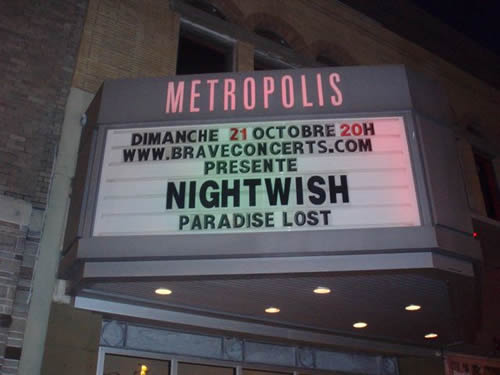 METROPOLIS
DIMANCHE 21 OCTOBRE 20H
WWW.BRAVECONCERTS.COM
PRESENTE
NIGHTWISH
PARADISE LOST